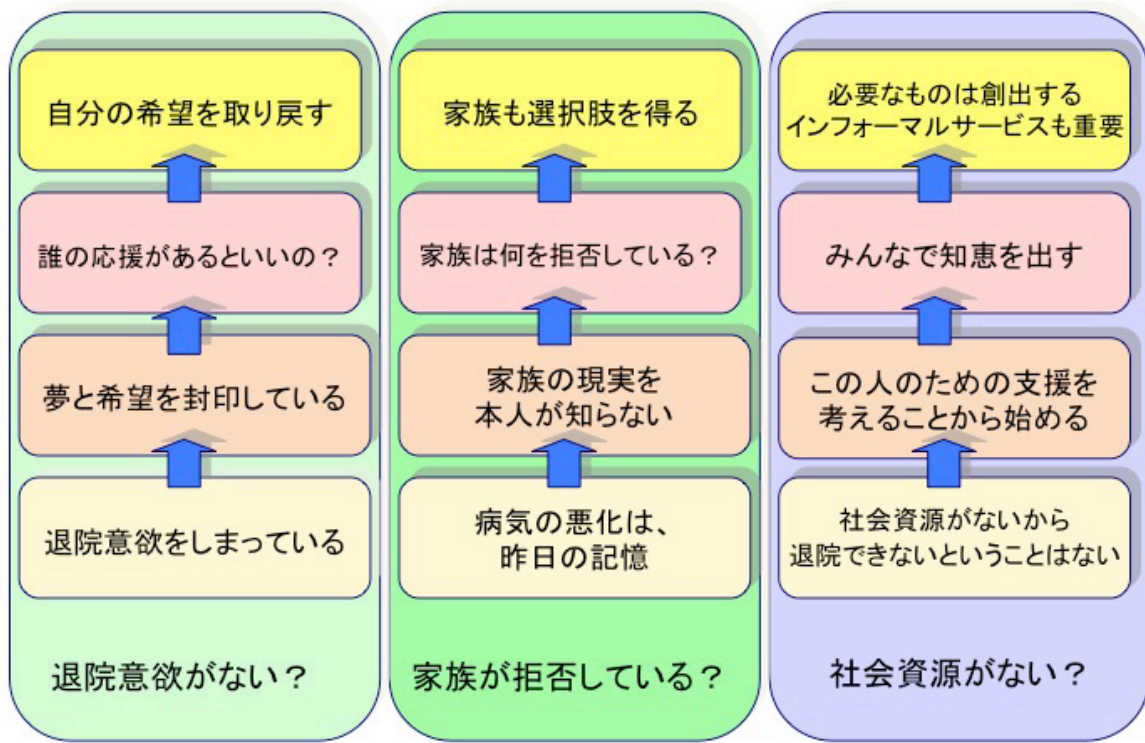 自分の希望を取り戻す
誰の応援があるといいの？
夢と希望を封印している
退院意欲をしまっている
退院意欲がない？
家族も選択肢を得る
家族は何を拒否している？
家族の現実を
本人が知らない
病気の悪化は、
昨日の記憶
家族が拒否している？
必要なものは創出する
インフォーマルサービスも重要
みんなで知恵を出す
この人のための支援を
考えることから始める
社会資源がないから
退院できないということはない
社会資源がない？